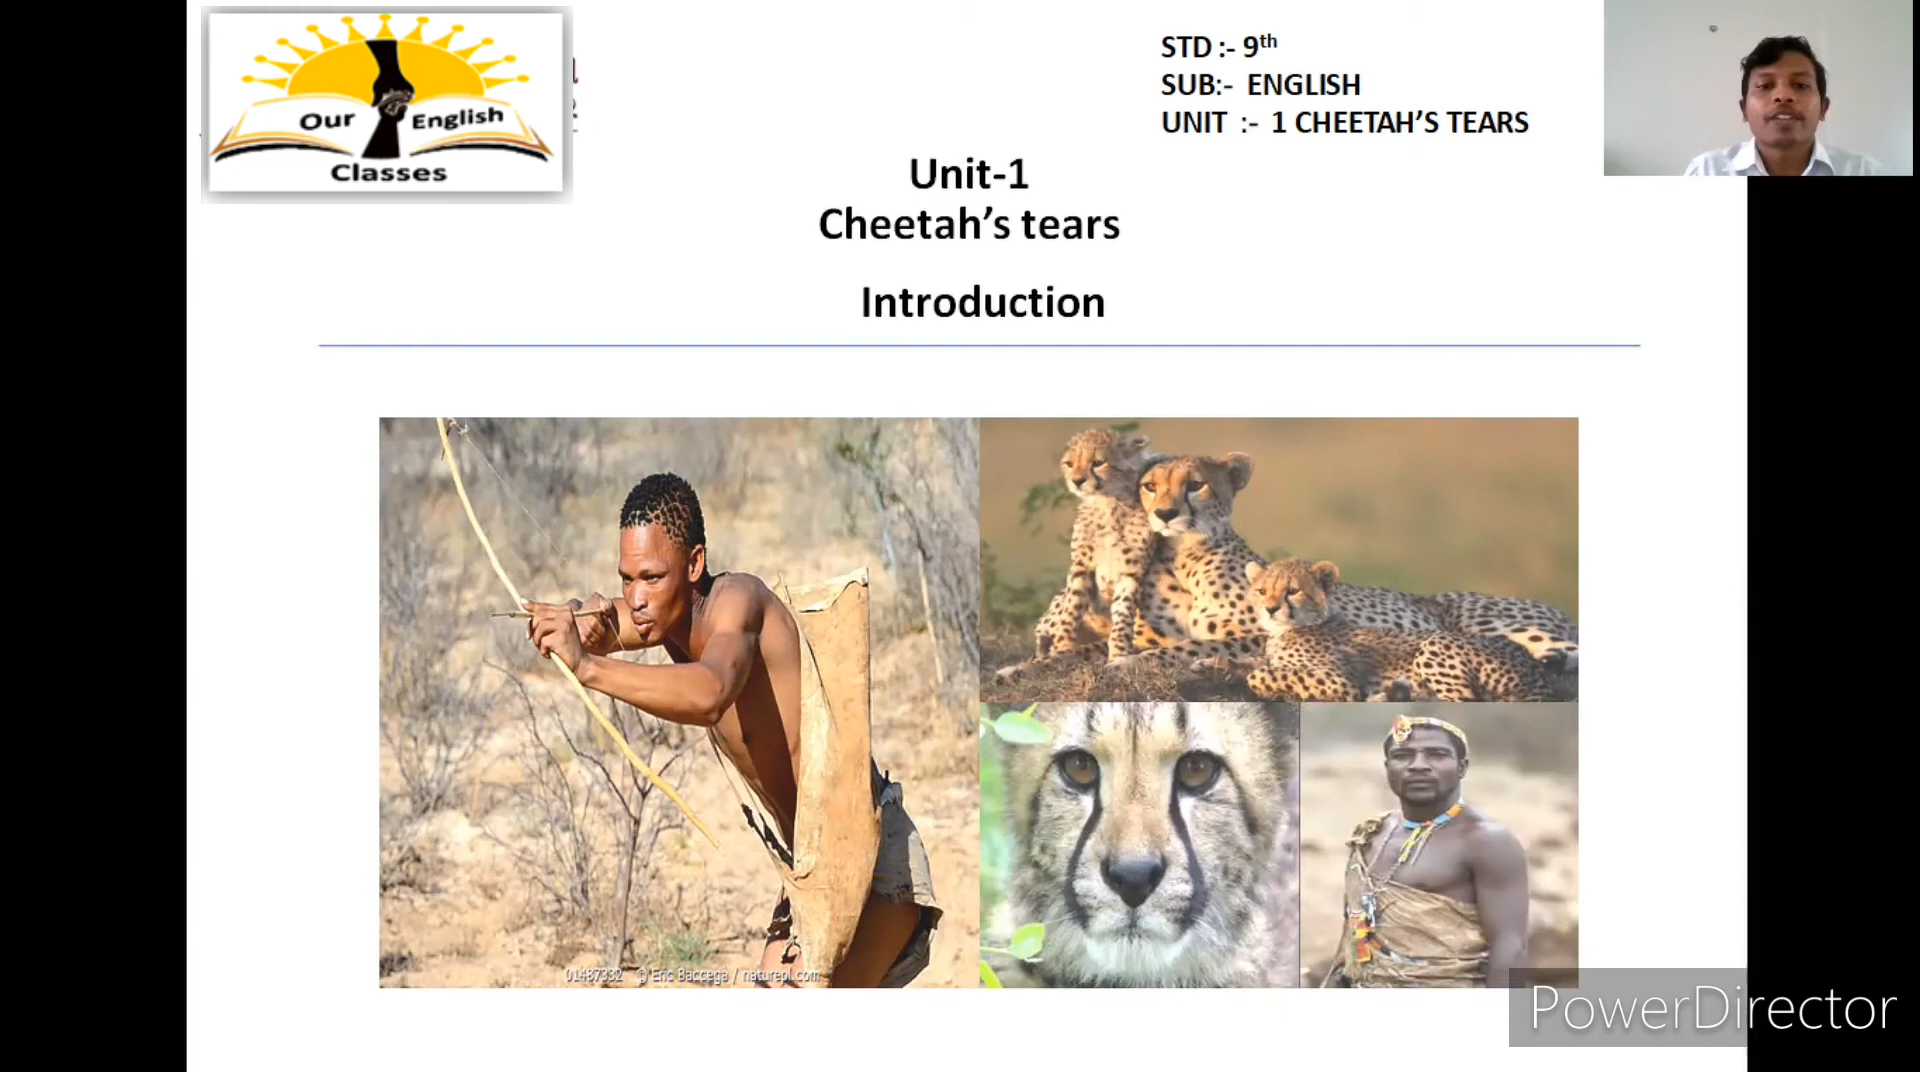 Our English
Classes
STD :- 9th
SUB:- ENGLISH
UNIT :- 1 CHEETAH'S TEARS
Unit-1
Cheetah's tears
Introduction
01487332 © Eric Baccega / naturepl.com
PowerDirector